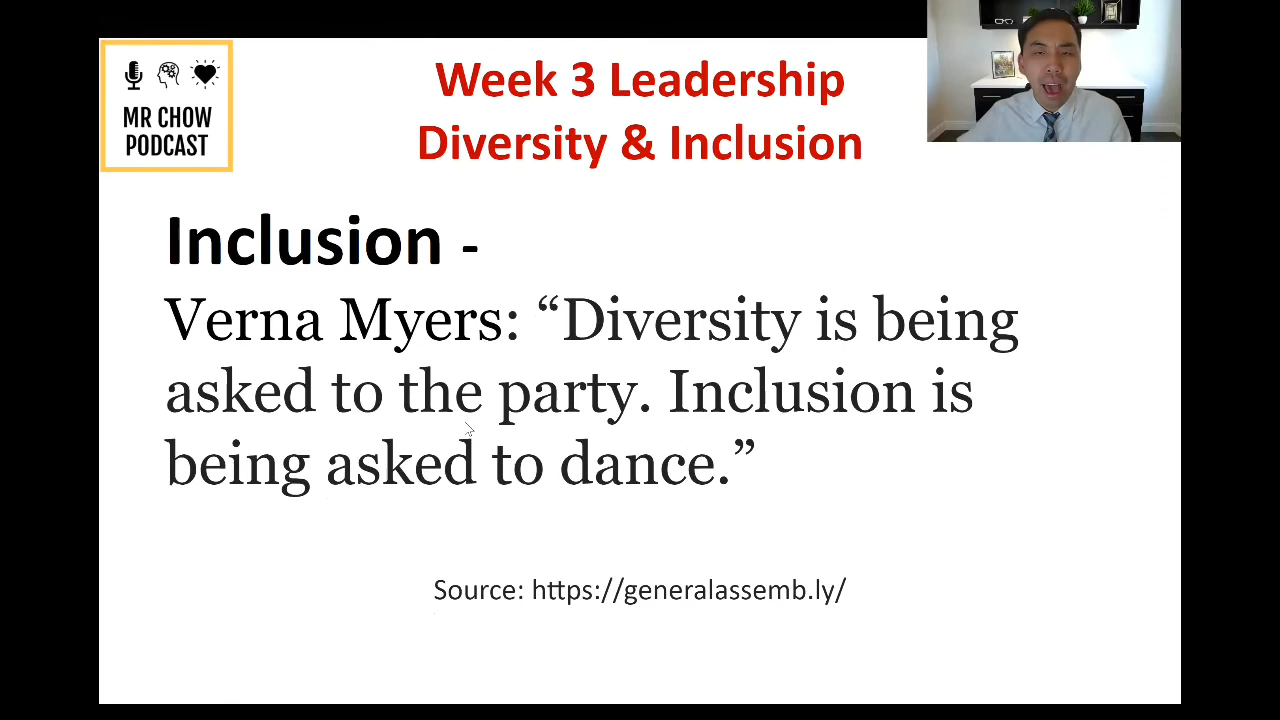 MR CHOW
PODCAST
Week 3 Leadership
Diversity & Inclusion
Inclusion -
Verna Myers: “Diversity is being
asked to the party. Inclusion is
being asked to dance.”
Source: https://generalassemb.ly/